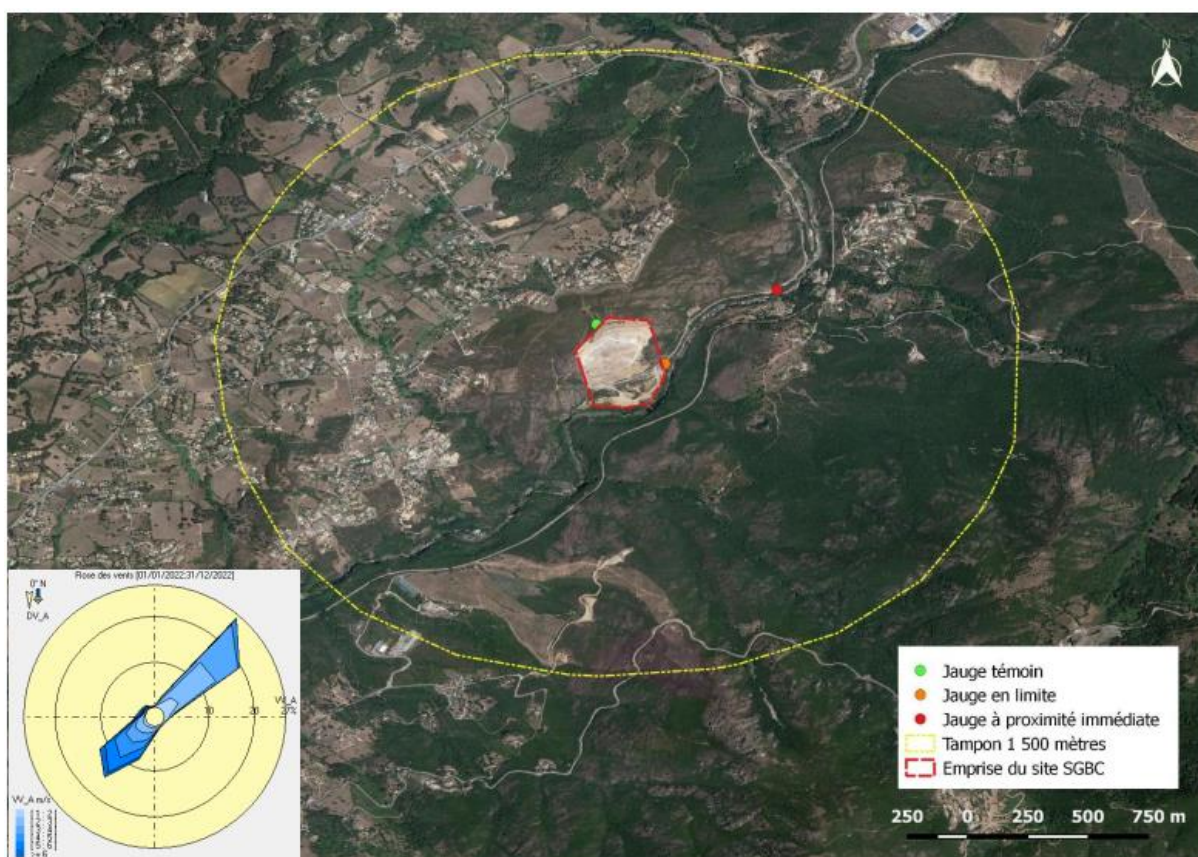 N
Rose des vents [01/01/2022;31/12/2022]
0° N
DV_A
VV_A
10 20 27%
VV_A m/s
Jauge témoin
Jauge en limite
Jauge à proximité immédiate
Tampon 1 500 mètres
Emprise du site SGBC
250 0 250 500 750 m